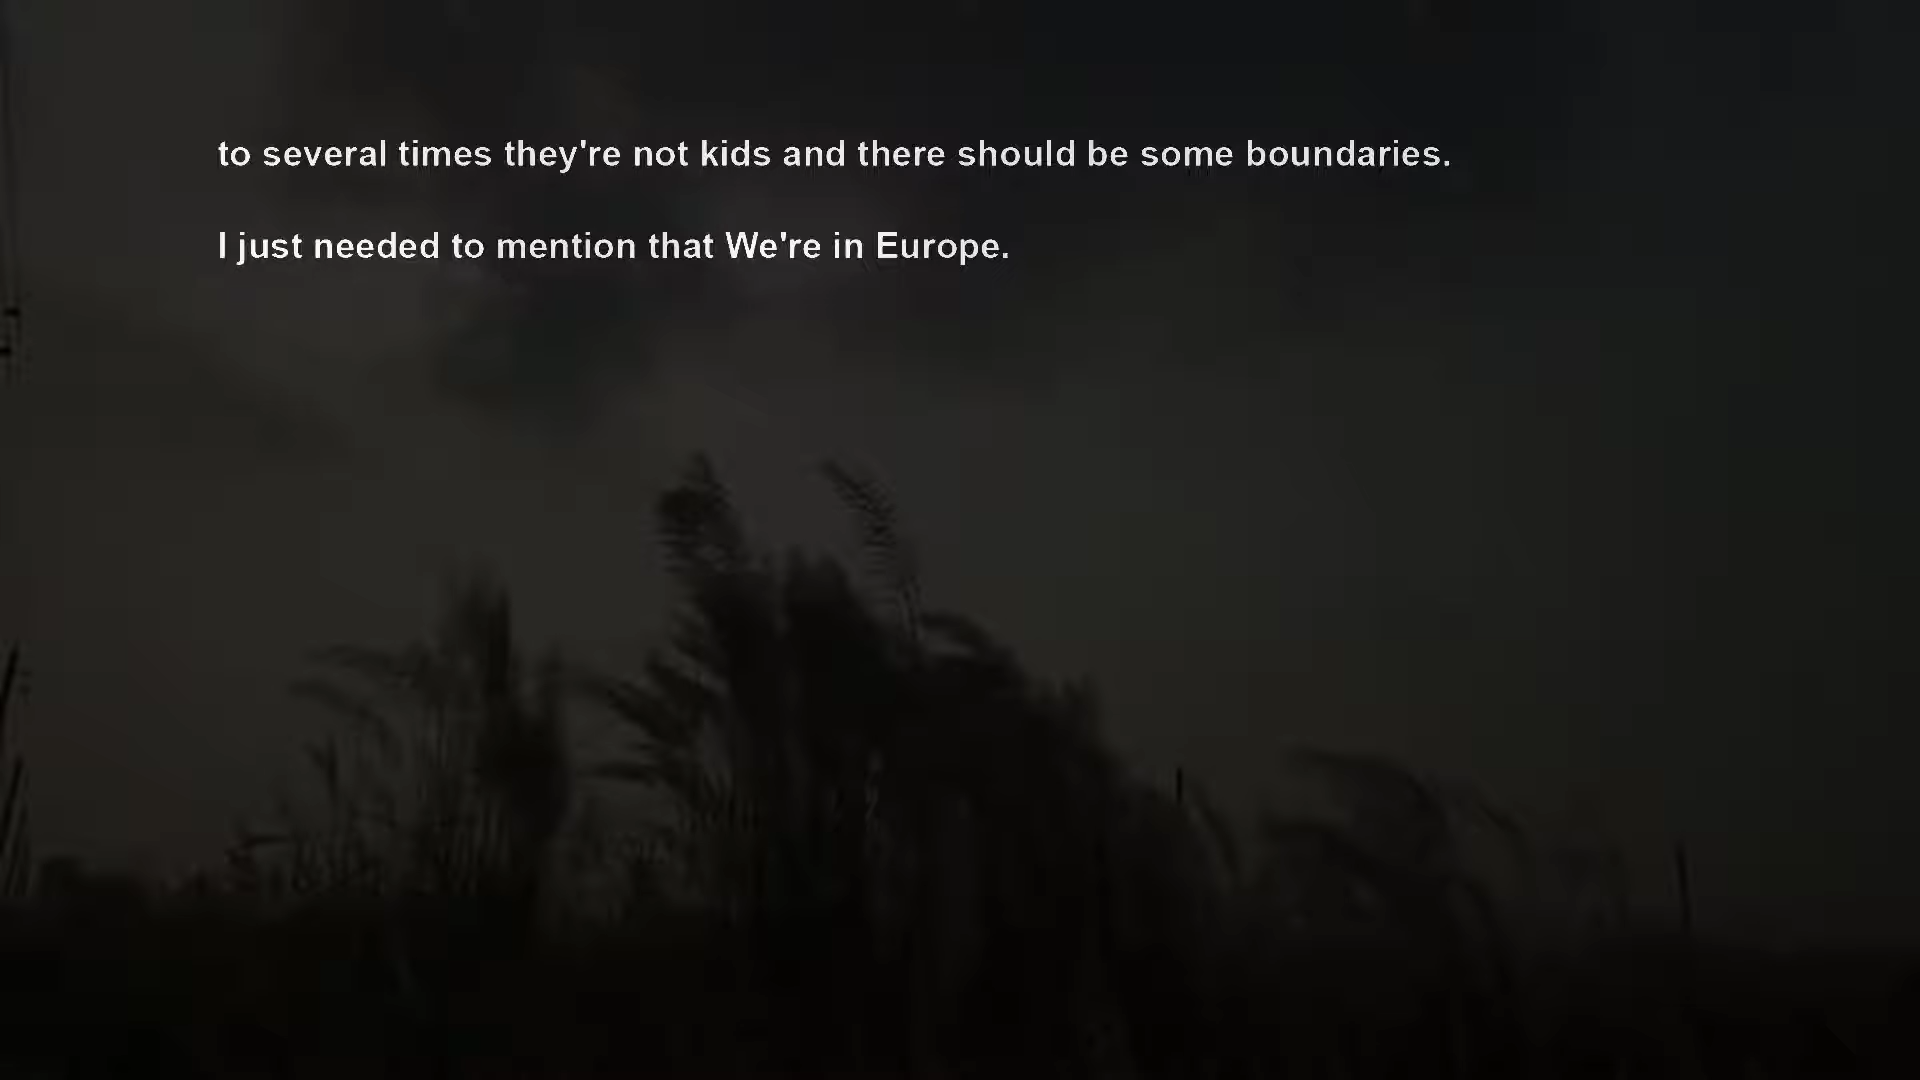 to several times they're not kids and there should be some boundaries.
I just needed to mention that We're in Europe.